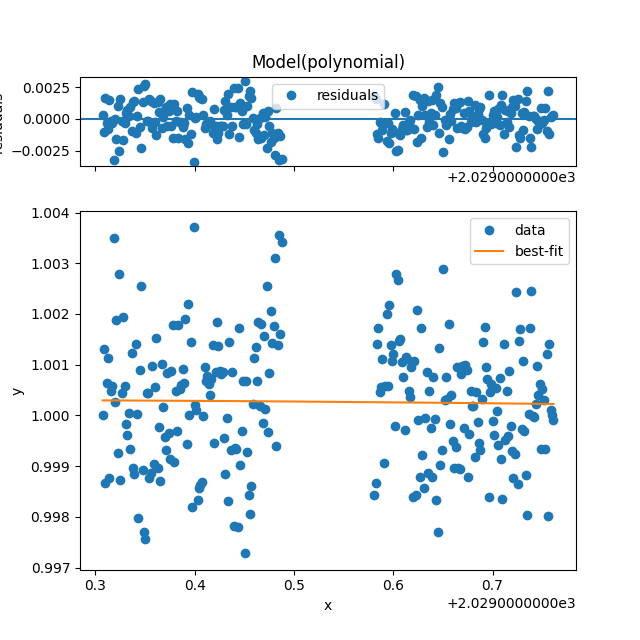 Model(polynomial)
0.0025
0.0000
−0.0025
residuals
+2.0290000000e3
1.004
1.003
1.002
1.001
1.000
0.999
0.998
0.997
y
data
best-fit
0.3 0.4 0.5 0.6 0.7
x
+2.0290000000e3